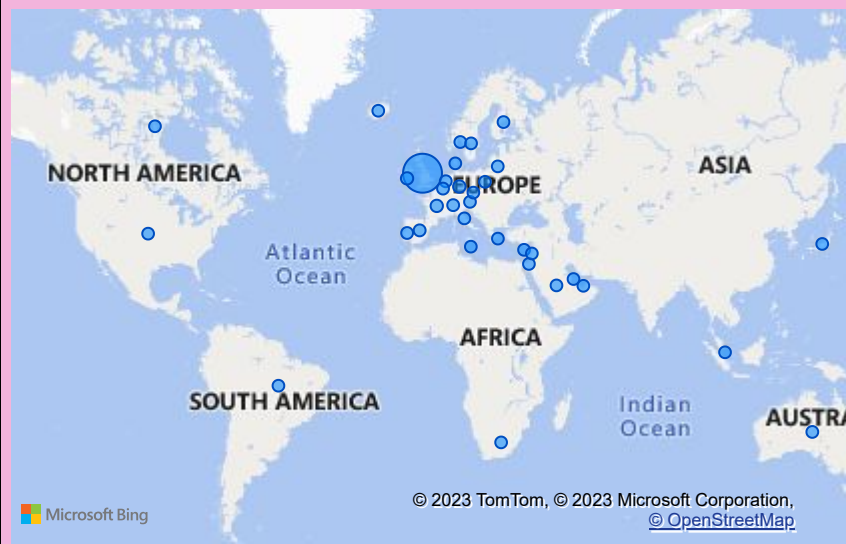 NORTH AMERICA
EUROPE
ASIA
Atlantic
Ocean
AFRICA
SOUTH AMERICA
Indian
Ocean
AUSTRA
© 2023 TomTom, © 2023 Microsoft Corporation,
© OpenStreetMap
Microsoft Bing